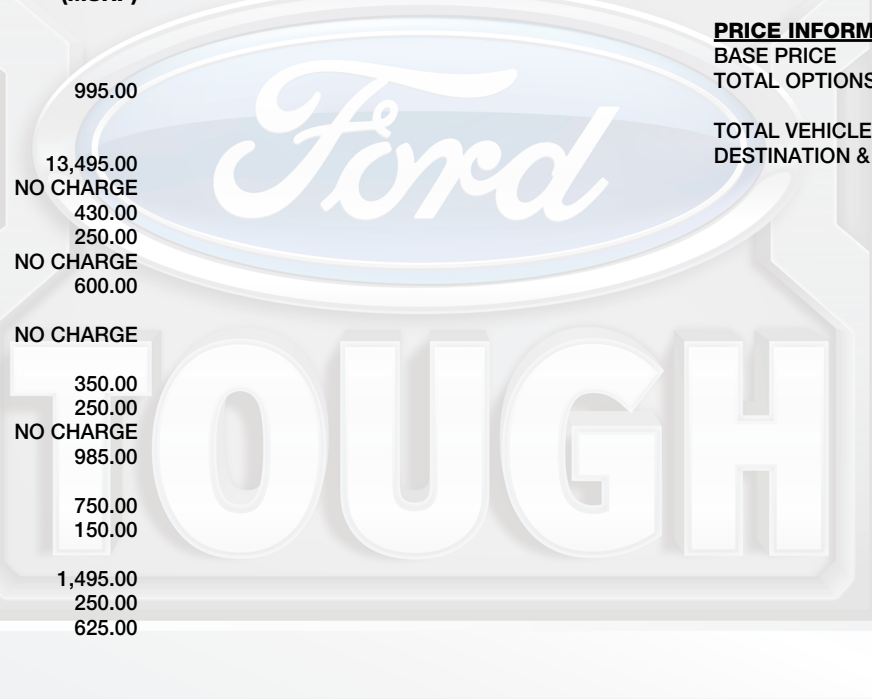 995.00
13,495.00
NO CHARGE
430.00
250.00
NO CHARGE
600.00
NO CHARGE
350.00
250.00
NO CHARGE
985.00
750.00
150.00
1,495.00
250.00
625.00
PRICE
BASE PRICE
TOTAL OPTIONS
TOTAL VEHICLE
DESTINATION &
Ford
TOUGH